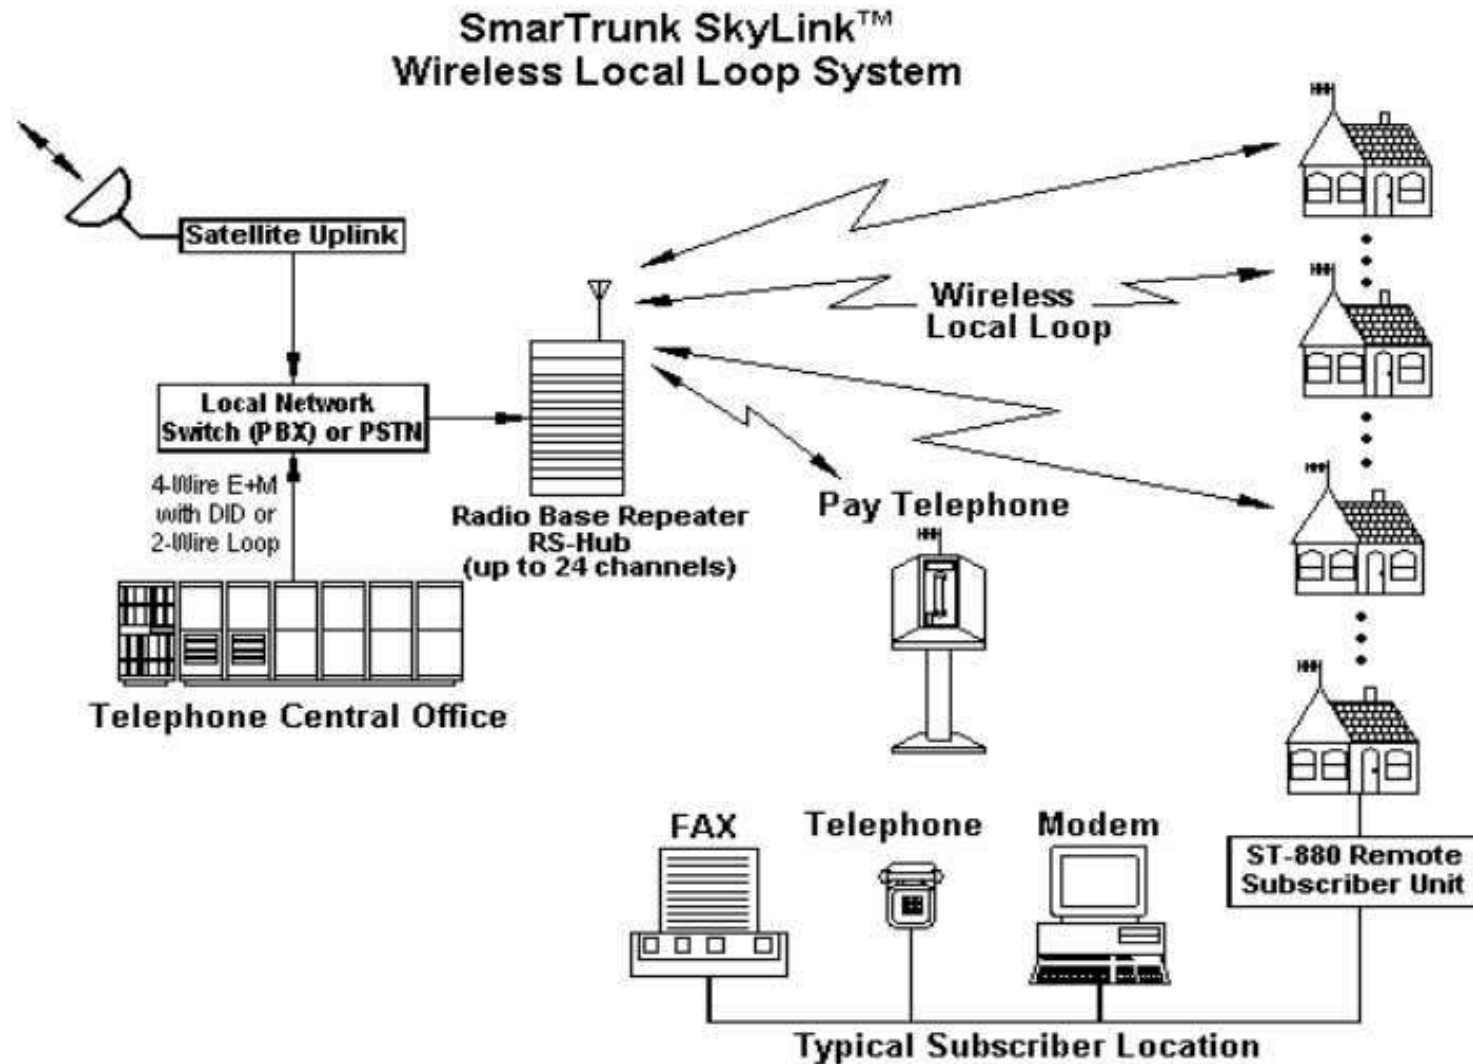 SmarTrunk SkyLink™
Wireless Local Loop System
Satellite Uplink
Wireless
Local Loop
Local Network
Switch (PBX) or PSTN
4-Wire E+M
with DID or
2-Wire Loop
Radio Base Repeater
RS-Hub
(up to 24 channels)
Pay Telephone
Telephone Central Office
FAX
Telephone
Modem
ST-880 Remote
Subscriber Unit
Typical Subscriber Location